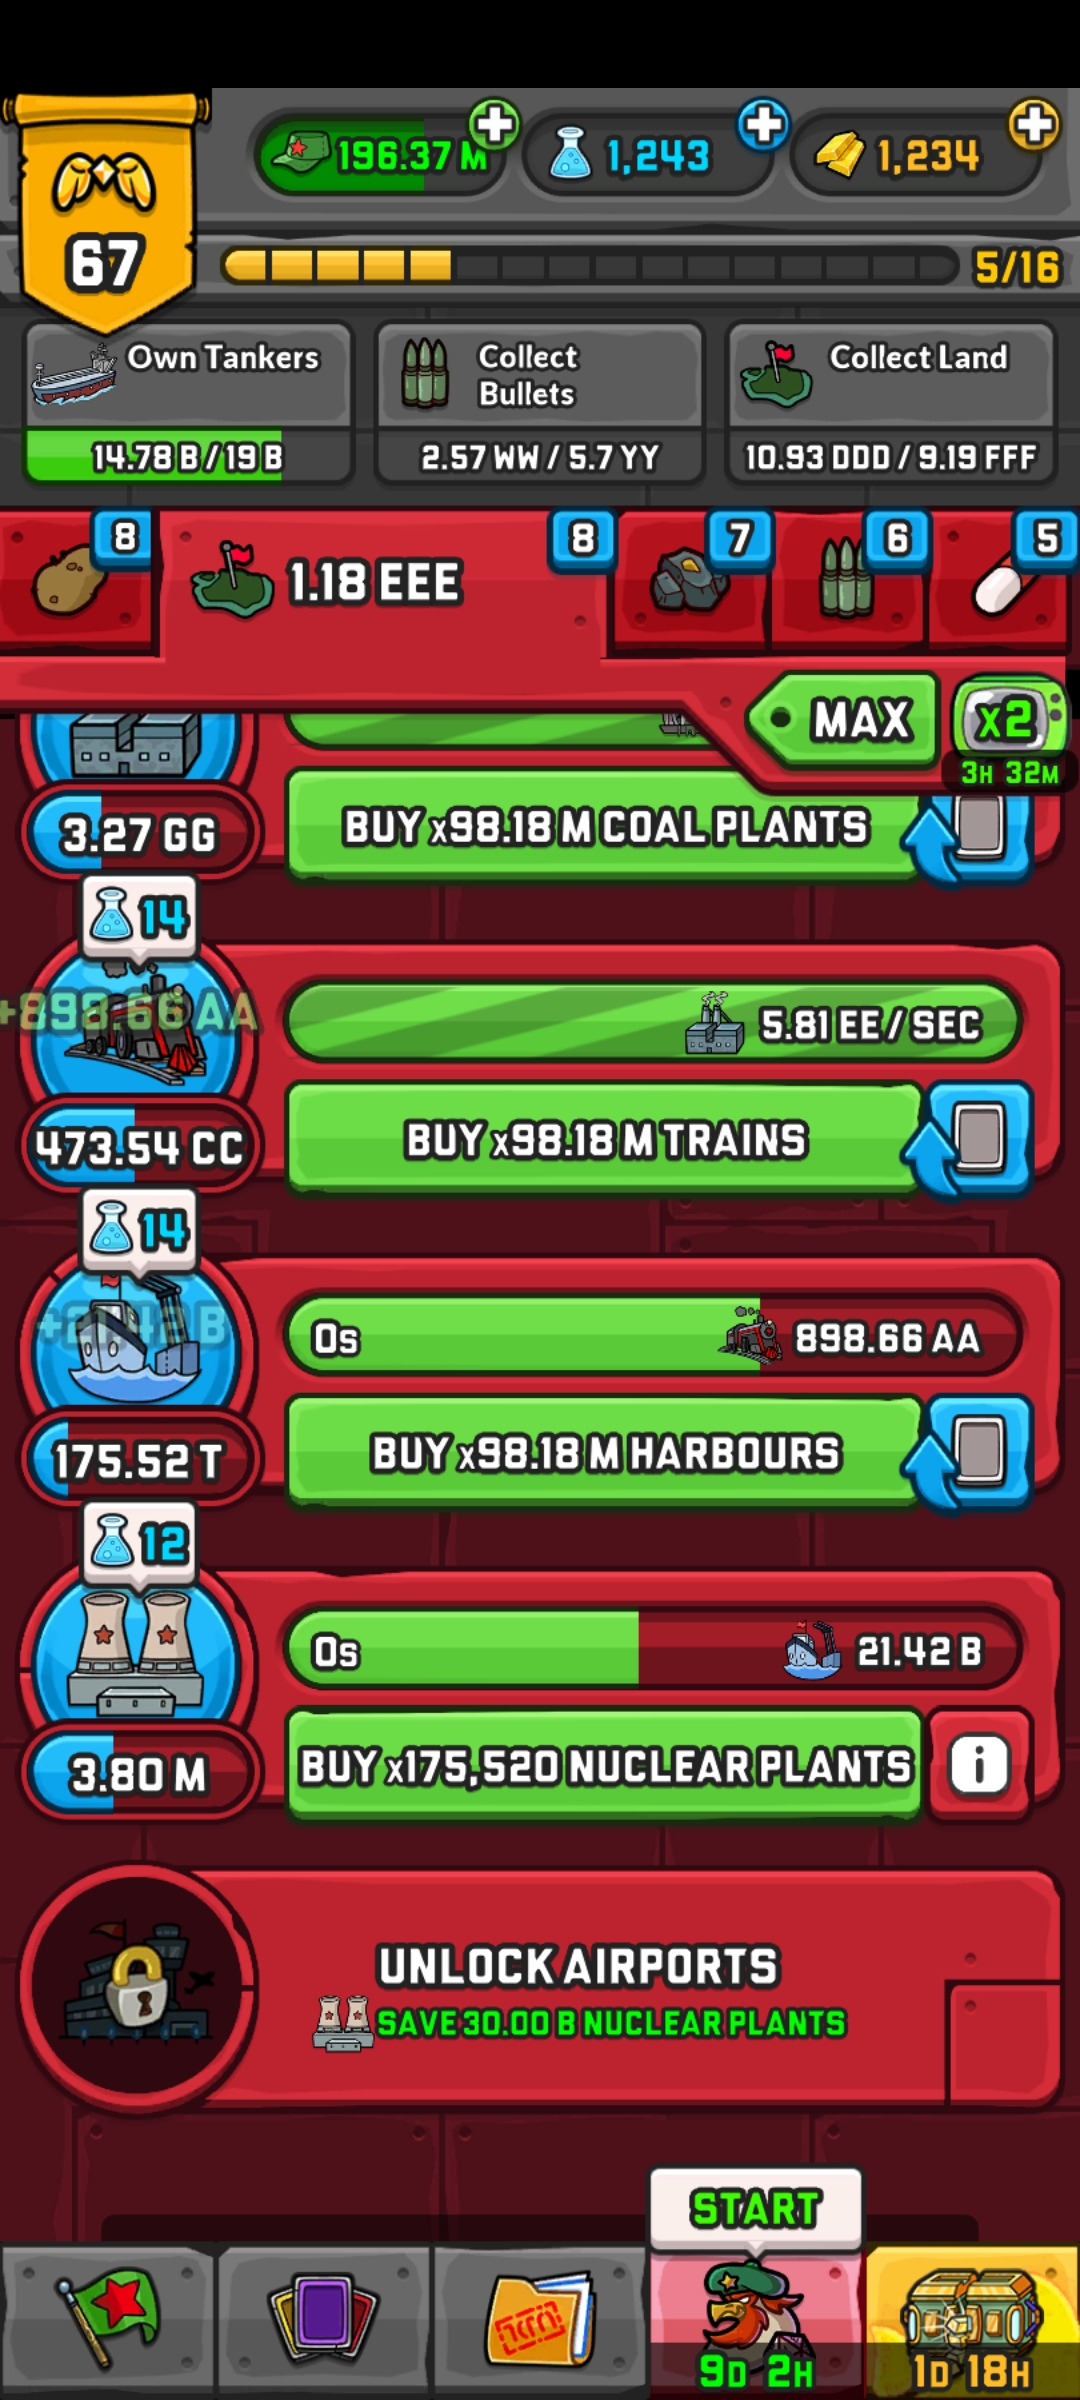 196.37 M
1,243
1,234
67
5/16
Own Tankers
14.78 B / 19 B
Collect
Bullets
2.57 WW / 5.7 YY
Collect Land
10.93 DDD / 9.19 FFF
8
1.18 EEE
8
7
6
5
MAX
x2
3H 32M
3.27 GG
BUY x98.18 M COAL PLANTS
14
+898.66 AA
5.81 EE / SEC
473.54 CC
BUY x98.18 M TRAINS
14
+21.42 B
0s
898.66 AA
175.52 T
BUY x98.18 M HARBOURS
12
0s
21.42 B
3.80 M
BUY x175,520 NUCLEAR PLANTS
i
UNLOCK AIRPORTS
SAVE 30.00 B NUCLEAR PLANTS
START
9D 2H
1D 18H